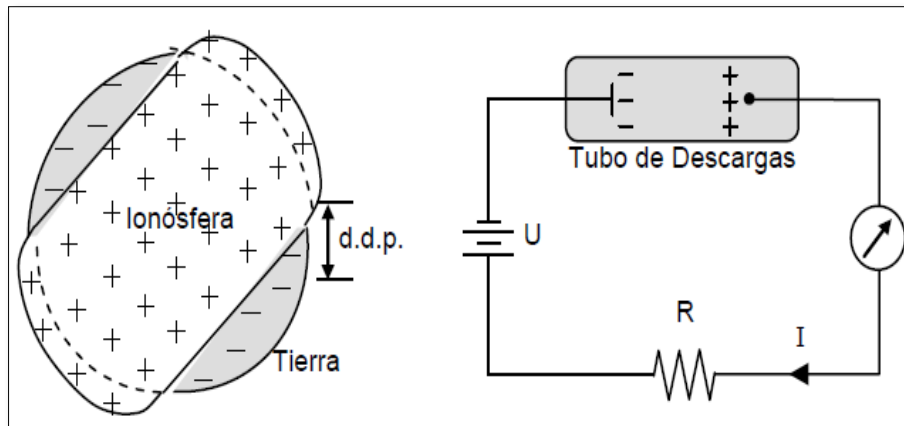 Ionósfera
d.d.p.
Tierra
Tubo de Descargas
U
R
I